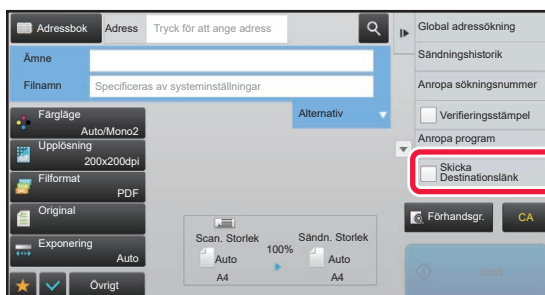 Adressbok
Adress
Tryck för att ange adress
Ämne
Filnamn
Specificeras av systeminställningar
Alternativ
Färgläge
Auto/Mono2
Upplösning
200x200dpi
Filformat
PDF
Original
Exponering
Auto
Övrigt
Scan. Storlek
Auto
A4
100%
Sändn. Storlek
Auto
A4
Global adressökning
Sändningshistorik
Anropa sökningsnummer
Verifieringsstämpel
Anropa program
Skicka
Destinationslänk
Förhandsgr.
CA
Start